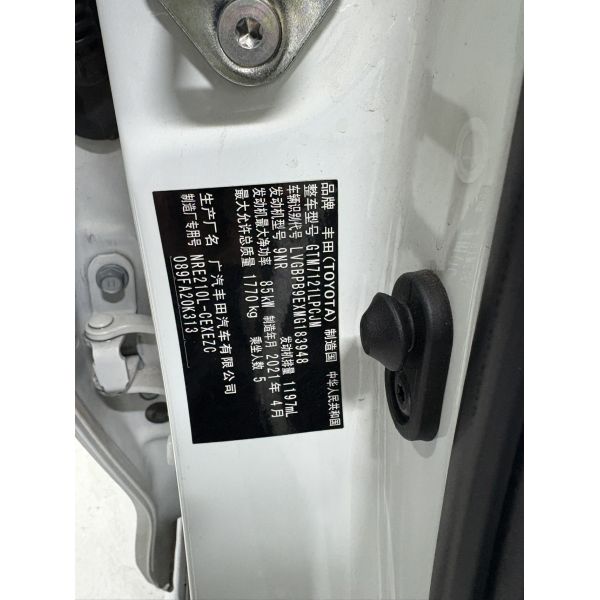 品牌 丰田(TOYOTA) 制造国 中华人民共和国
整车型号 GTM7121LPCJM
车辆识别代号 LVGBPB9EXMG183948
发动机型号 9NR 发动机排量 1197mL
发动机最大净功率 85kW 制造年月 2021年 4月
最大允许总质量 1770kg 乘坐人数 5
生产厂名 广汽丰田汽车有限公司
制造厂专用号 NRE210L-CEXEZC
089FA20K313